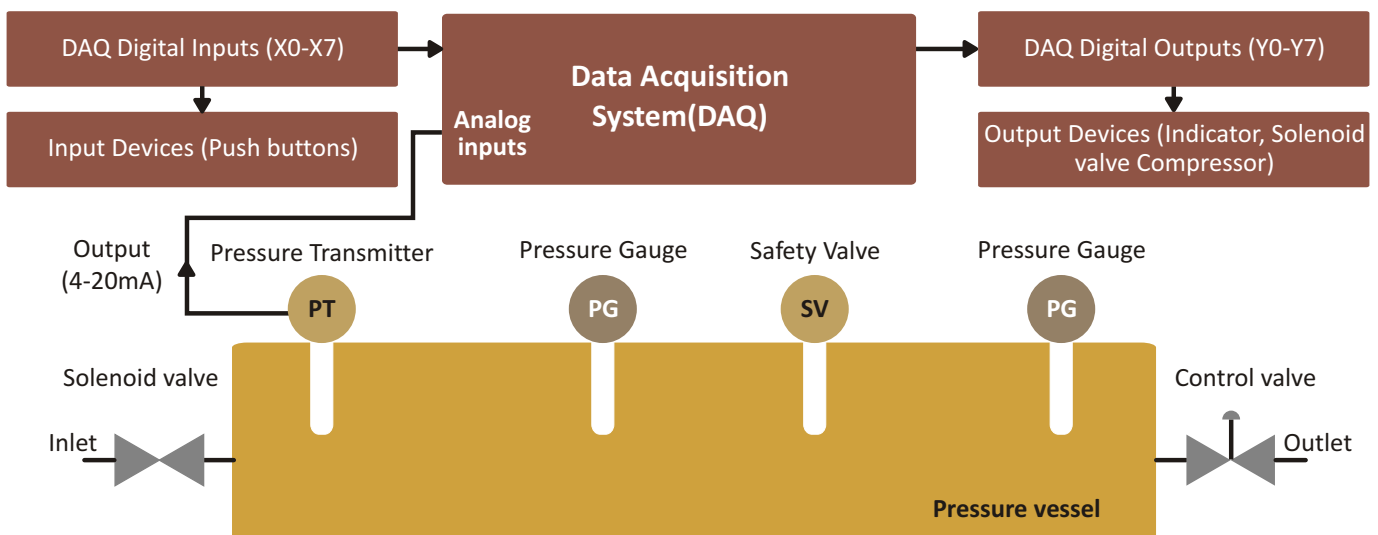 DAQ Digital Inputs (X0-X7)
Data Acquisition
System(DAQ)
DAQ Digital Outputs (Y0-Y7)
Analog
inputs
Input Devices (Push buttons)
Output Devices (Indicator, Solenoid
valve Compressor)
Output
(4-20mA)
Pressure Transmitter
Pressure Gauge
Safety Valve
Pressure Gauge
PT
PG
SV
PG
Solenoid valve
Control valve
Inlet
Outlet
Pressure vessel